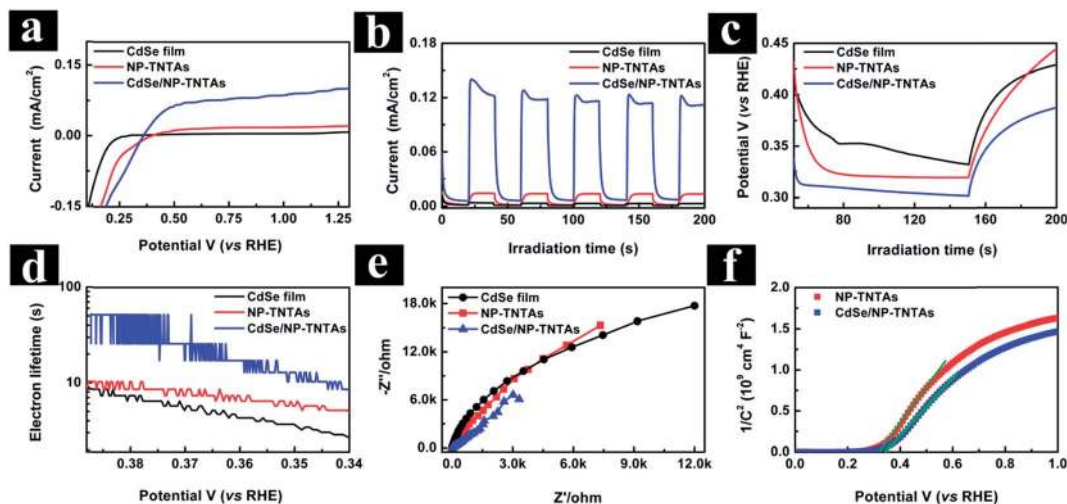 a
0.15
0.00
-0.15
Current (mA/cm²)
CdSe film
NP-TNTAs
CdSe/NP-TNTAs
0.25 0.50 0.75 1.00 1.25
Potential V (vs RHE)
b
0.18
0.12
0.06
0.00
Current (mA/cm²)
CdSe film
NP-TNTAs
CdSe/NP-TNTAs
0 40 80 120 160 200
Irradiation time (s)
c
0.45
0.40
0.35
0.30
Potential V (vs RHE)
CdSe film
NP-TNTAs
CdSe/NP-TNTAs
80 120 160 200
Irradiation time (s)
d
100
10
Electron lifetime (s)
CdSe film
NP-TNTAs
CdSe/NP-TNTAs
0.38 0.37 0.36 0.35 0.34
Potential V (vs RHE)
e
18.0k
12.0k
6.0k
0.0
-Z''/ohm
CdSe film
NP-TNTAs
CdSe/NP-TNTAs
0.0 3.0k 6.0k 9.0k 12.0k
Z'/ohm
f
2.0
1.5
1.0
0.5
0.0
1/C² (10⁹ cm⁴ F⁻²)
NP-TNTAs
CdSe/NP-TNTAs
0.0 0.2 0.4 0.6 0.8 1.0
Potential V (vs RHE)